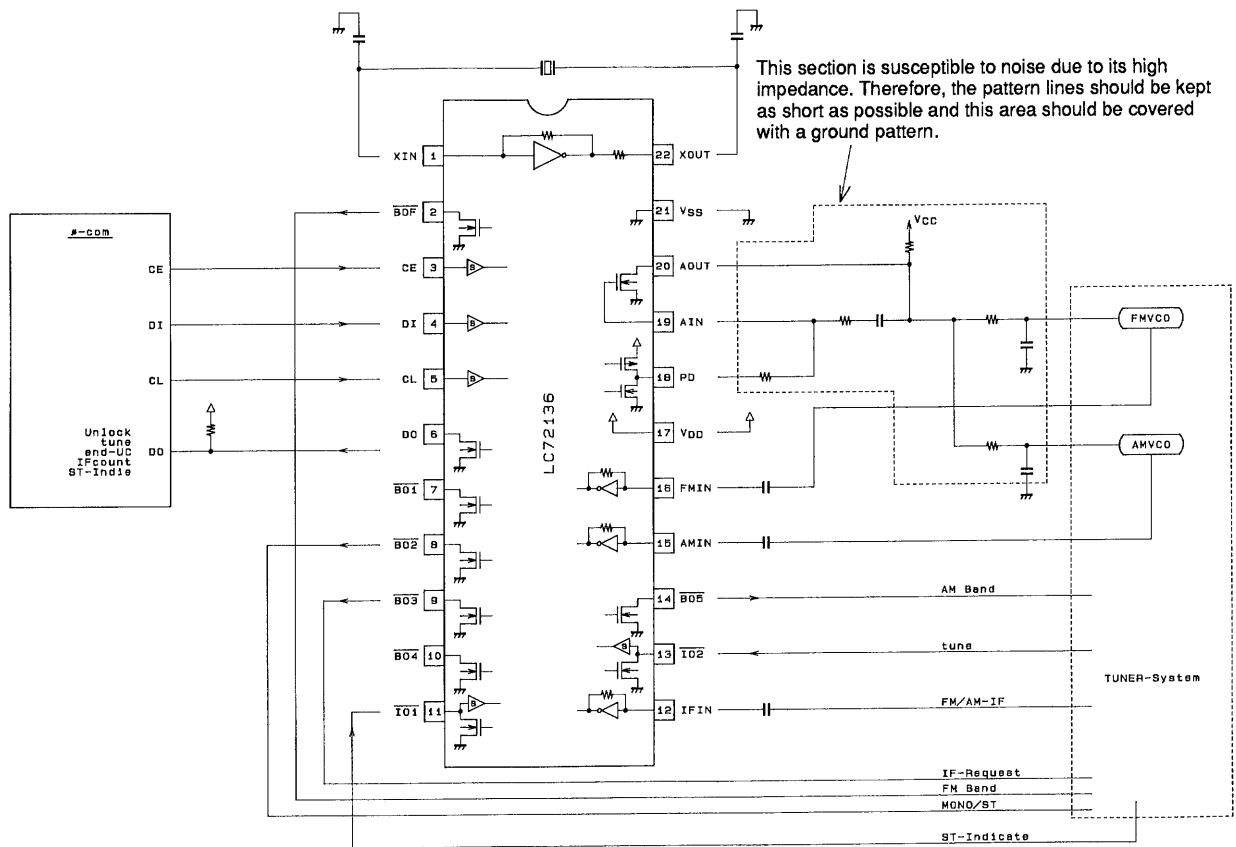 This section is susceptible to noise due to its high
impedance. Therefore, the pattern lines should be kept
as short as possible and this area should be covered
with a ground pattern.
XIN 1
22 XOUT
BOF 2
21 VSS
μ-com
VCC
CE
CE 3 S
20 AOUT
DI
DI 4 S
19 AIN
FMVCO
CL
CL 5 S
18 PD
LC72136
Unlock
tune
end-UC
IFcount
ST-Indie
DO
DO 6
17 VDD
AMVCO
BO1 7
16 FMIN
BO2 8
15 AMIN
BO3 9
14 BO5
AM Band
BO4 10
S 13 IO2
tune
TUNER-System
IO1 11 S
12 IFIN
FM/AM-IF
IF-Request
FM Band
MONO/ST
ST-Indicate